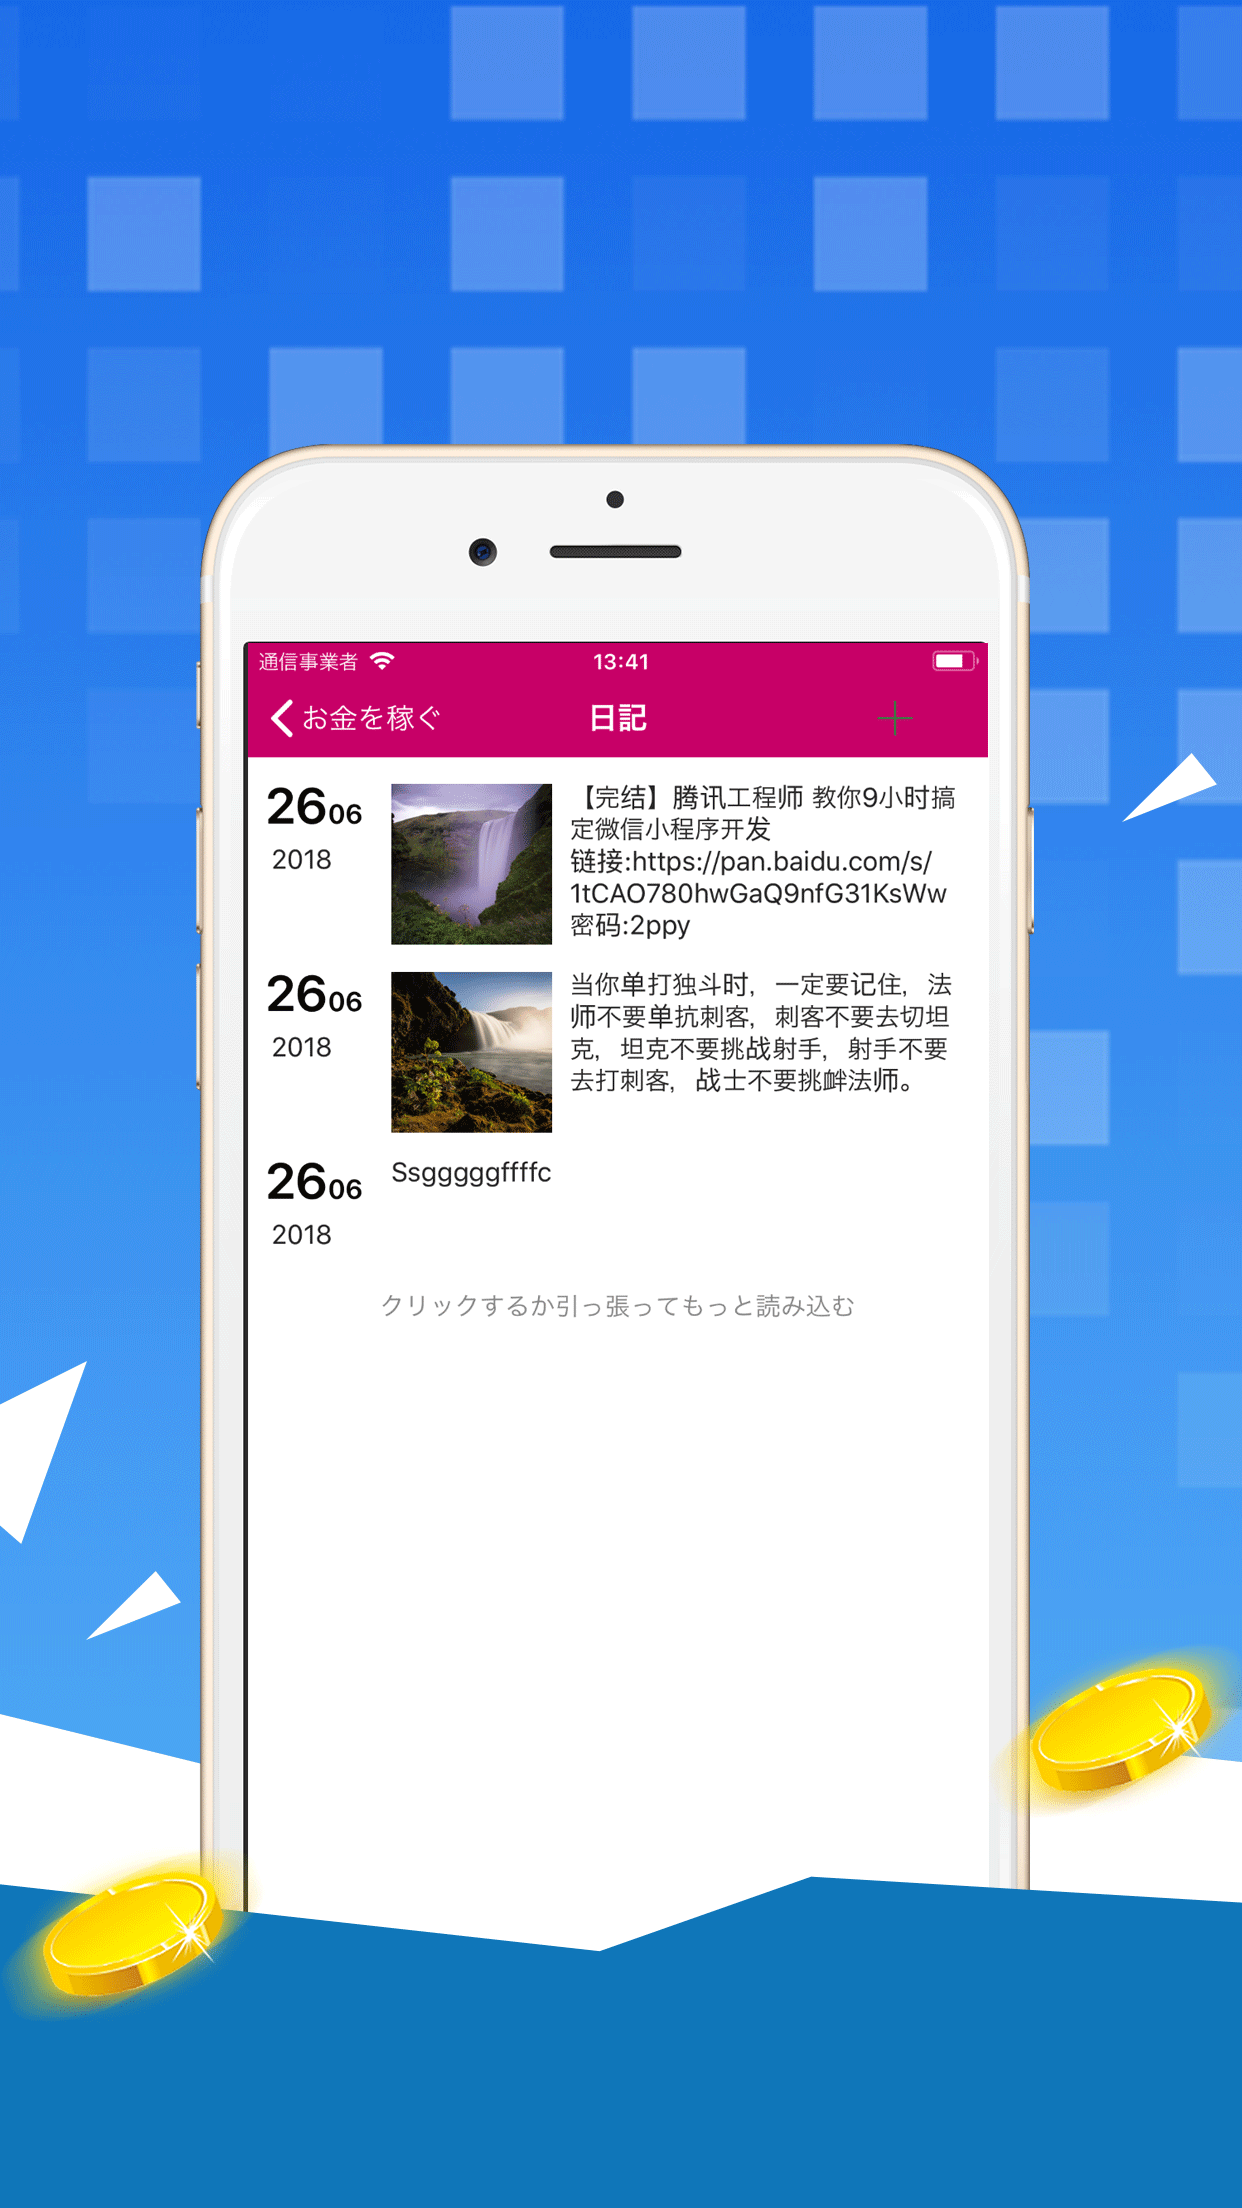 通信事業者
13:41
お金を稼ぐ
日記
2606
2018
【完结】腾讯工程师 教你9小时搞
定微信小程序开发
链接:https://pan.baidu.com/s/
1tCAO780hwGaQ9nfG31KsWw
密码:2ppy
2606
2018
当你单打独斗时，一定要记住，法
师不要单抗刺客，刺客不要去切坦
克，坦克不要挑战射手，射手不要
去打刺客，战士不要挑衅法师。
2606
2018
Ssgggggffffc
クリックするか引っ張ってもっと読み込む